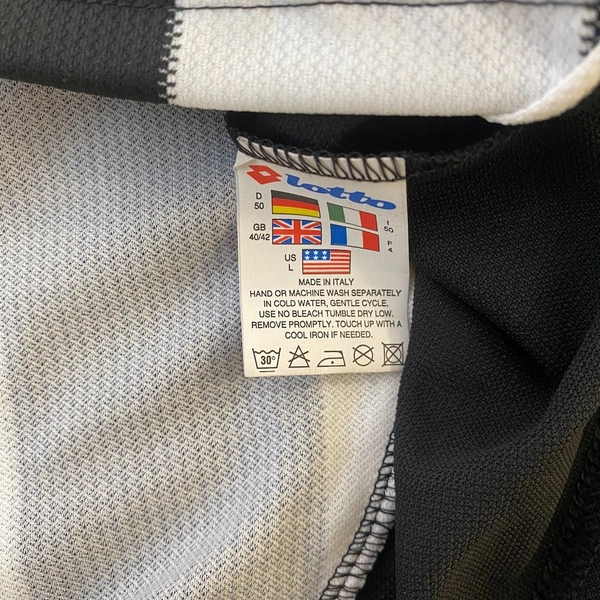 lotto
D
50
I
50
GB
40/42
F
4
US
L
MADE IN ITALY
HAND OR MACHINE WASH SEPARATELY
IN COLD WATER, GENTLE CYCLE.
USE NO BLEACH TUMBLE DRY LOW.
REMOVE PROMPTLY. TOUCH UP WITH A
COOL IRON IF NEEDED.
30°